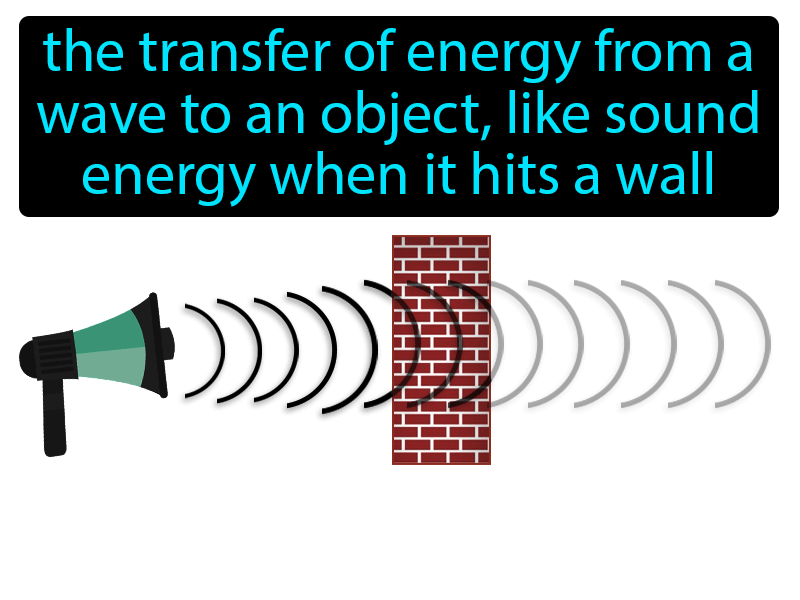 the transfer of energy from a
wave to an object, like sound
energy when it hits a wall